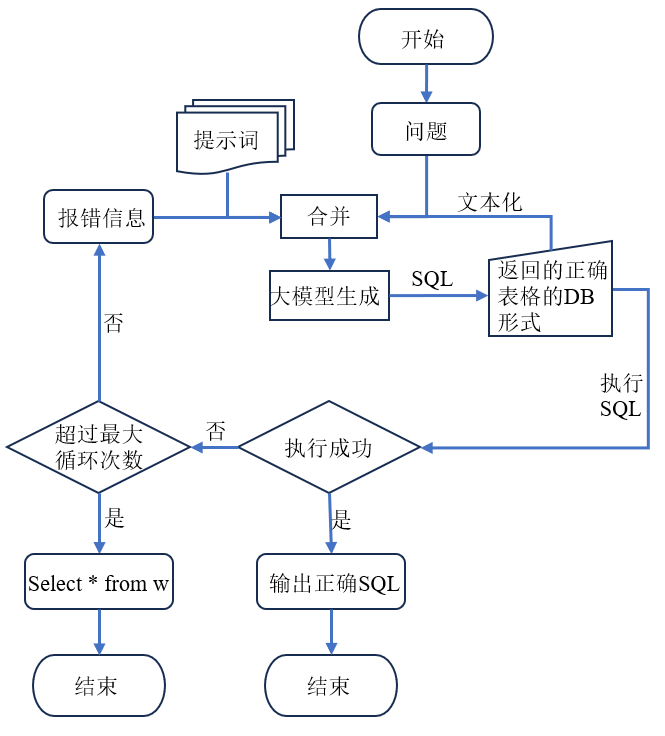 开始
提示词
问题
报错信息
合并
文本化
大模型生成
SQL
返回的正确
表格的DB
形式
否
执行
SQL
超过最大
循环次数
否
执行成功
是
是
Select * from w
输出正确SQL
结束
结束